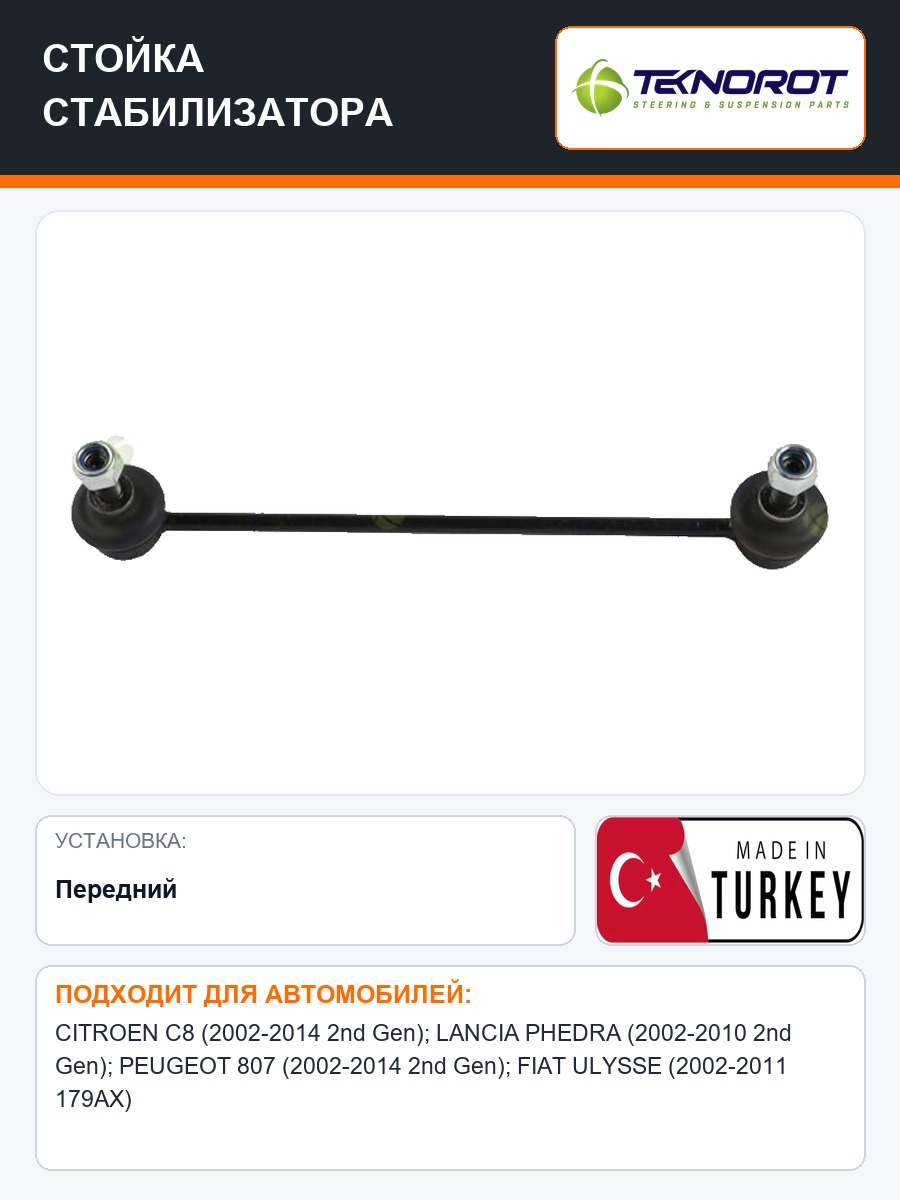 СТОЙКА
СТАБИЛИЗАТОРА
TEKNOROT
STEERING & SUSPENSION PARTS
УСТАНОВКА:
Передний
MADE IN
TURKEY
ПОДХОДИТ ДЛЯ АВТОМОБИЛЕЙ:
CITROEN C8 (2002-2014 2nd Gen); LANCIA PHEDRA (2002-2010 2nd
Gen); PEUGEOT 807 (2002-2014 2nd Gen); FIAT ULYSSE (2002-2011
179AX)